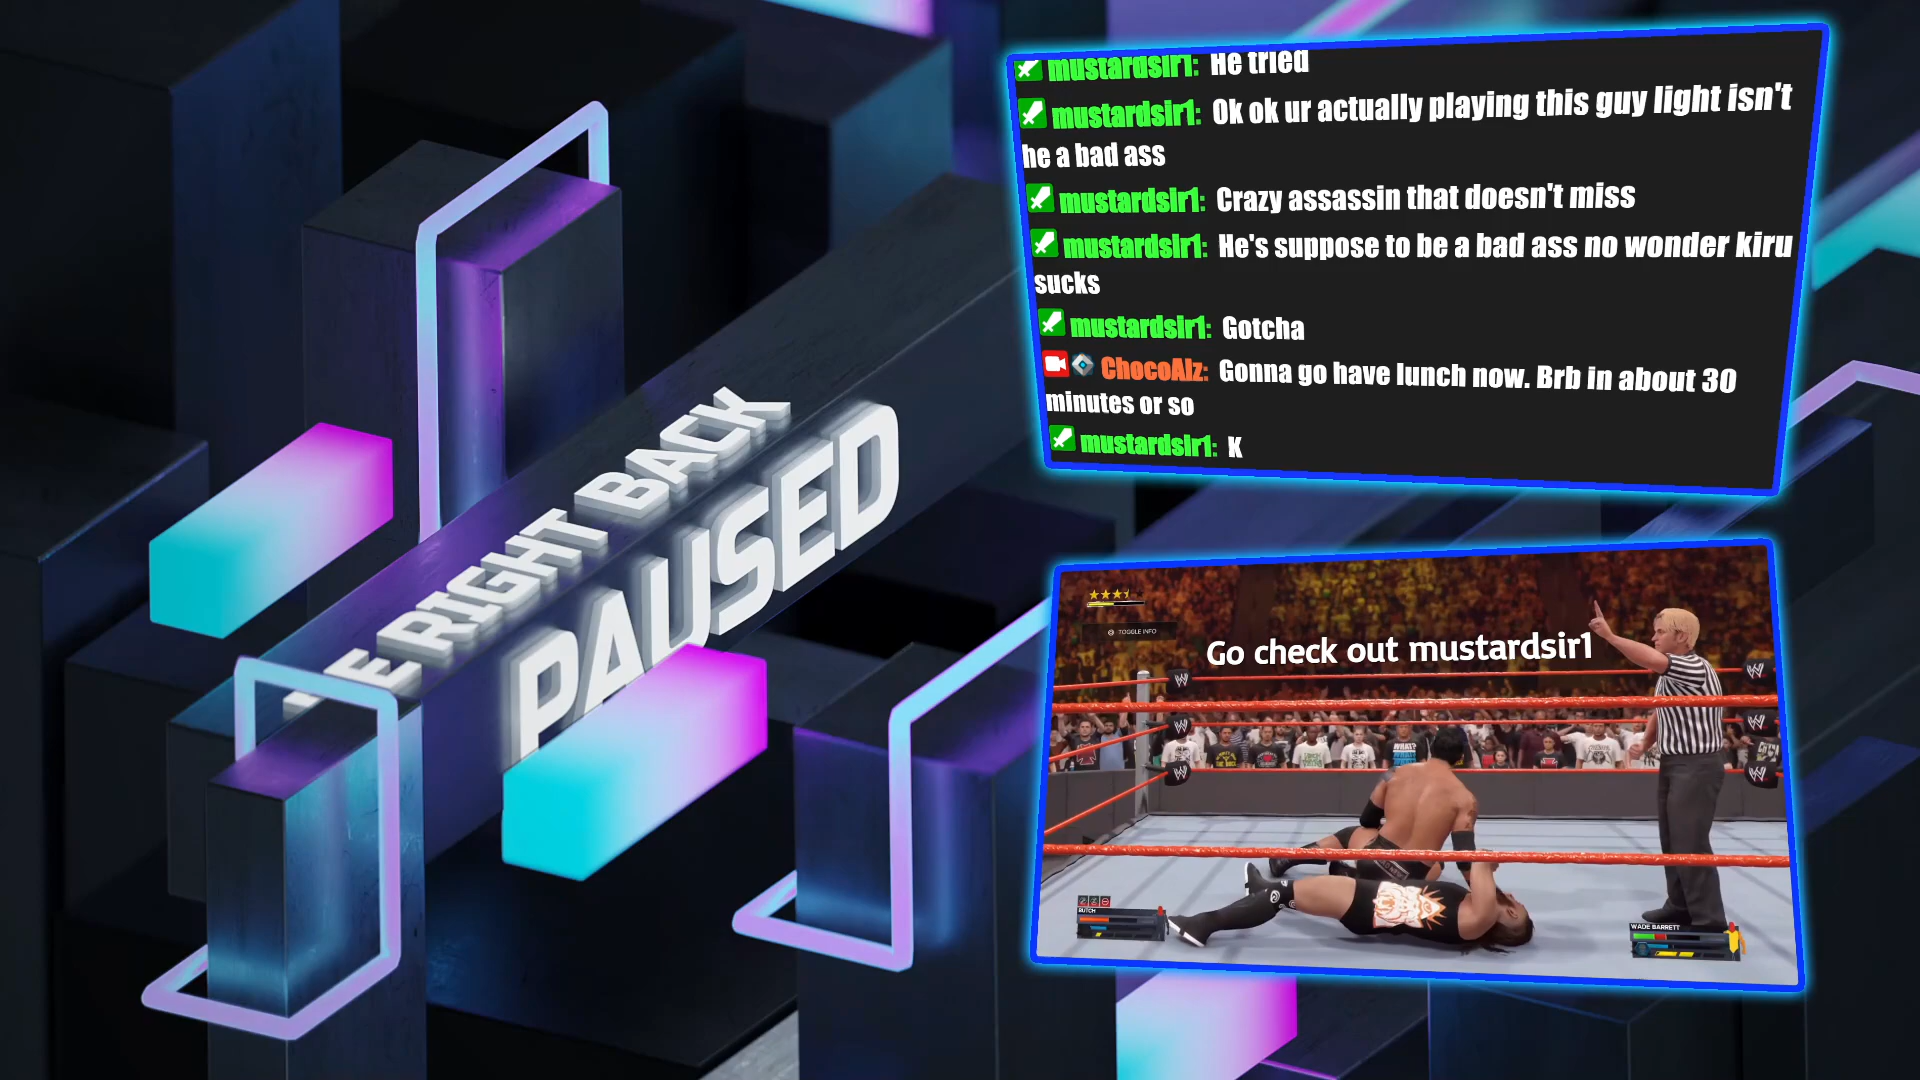 BE RIGHT BACK
PAUSED
mustardsir1: He tried
mustardsir1: Ok ok ur actually playing this guy light isn't
he a bad ass
mustardsir1: Crazy assassin that doesn't miss
mustardsir1: He's suppose to be a bad ass no wonder kiru
sucks
mustardsir1: Gotcha
ChocoAlz: Gonna go have lunch now. Brb in about 30
minutes or so
mustardsir1: K
TOGGLE INFO
Go check out mustardsir1
WHAT?
BUTCH
WADE BARRETT